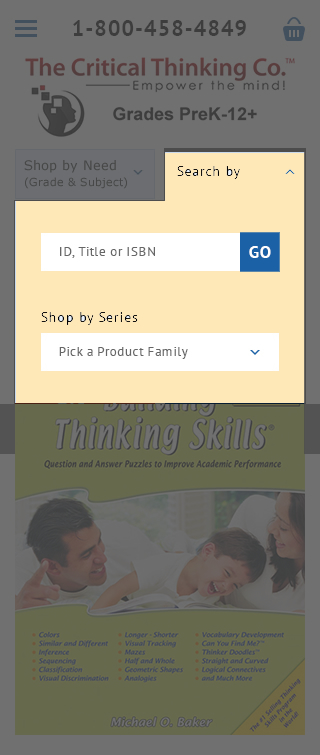 1-800-458-4849
The Critical Thinking Co.™
Empower the mind!
Grades PreK-12+
Shop by Need
(Grade & Subject)
Search by
ID, Title or ISBN
GO
Shop by Series
Pick a Product Family
Building
Thinking Skills®
Question and Answer Puzzles to Improve Academic Performance
• Colors
• Similar and Different
• Inference
• Sequencing
• Classification
• Visual Discrimination
• Longer - Shorter
• Visual Tracking
• Mazes
• Half and Whole
• Geometric Shapes
• Analogies
• Vocabulary Development
• Can You Find Me?™
• Thinker Doodles™
• Straight and Curved
• Logical Connectives
• and Much More
The #1 Selling Thinking
Skills Program
in the
World!
Michael O. Baker